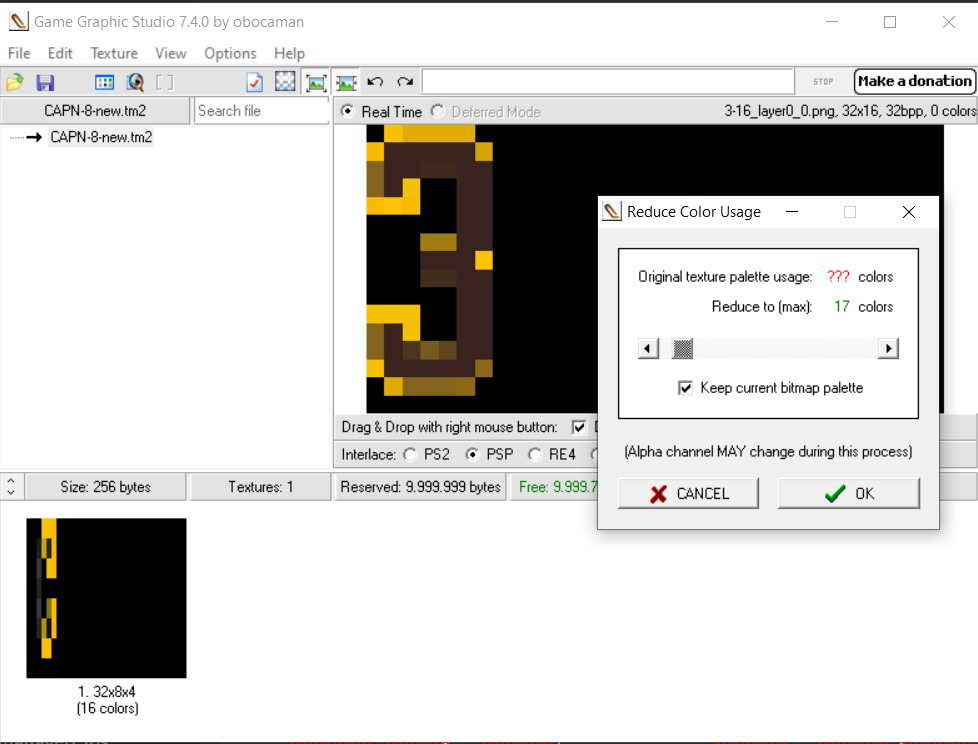 Game Graphic Studio 7.4.0 by obocaman
File Edit Texture View Options Help
STOP Make a donation
CAPN-8-new.tm2 Search file Real Time Deferred Mode 3-16_layer0_0.png, 32x16, 32bpp, 0 colors
CAPN-8-new.tm2
Reduce Color Usage
Original texture palette usage: ??? colors
Reduce to (max): 17 colors
Keep current bitmap palette
(Alpha channel MAY change during this process)
CANCEL OK
Drag & Drop with right mouse button:
Interlace: PS2 PSP RE4
Size: 256 bytes Textures: 1 Reserved: 9.999.999 bytes Free: 9.999.7
1. 32x8x4
(16 colors)